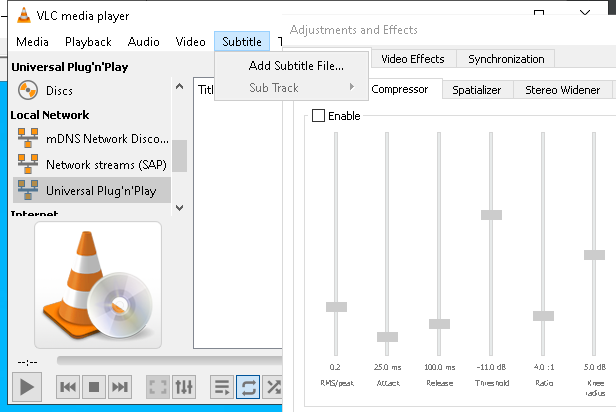 VLC media player
Media Playback Audio Video Subtitle T
Universal Plug'n'Play
Discs
Local Network
mDNS Network Disco...
Network streams (SAP)
Universal Plug'n'Play
Internet
Titl
--:--
Add Subtitle File...
Sub Track
Adjustments and Effects
Video Effects Synchronization
Compressor Spatializer Stereo Widener
Enable
0.2 25.0 ms 100.0 ms -11.0 dB 4.0 :1 5.0 dB
RMS/peak Attack Release Threshold Ratio Knee
radius